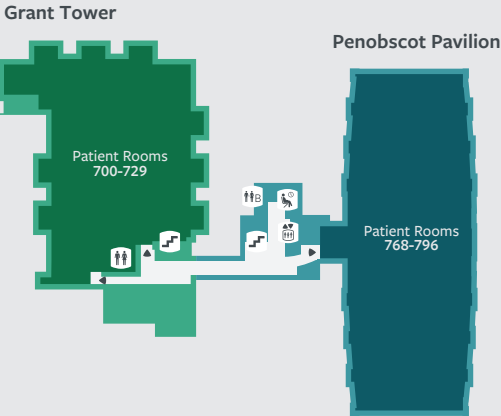 Grant Tower
Penobscot Pavilion
Patient Rooms
700-729
B
Patient Rooms
768-796